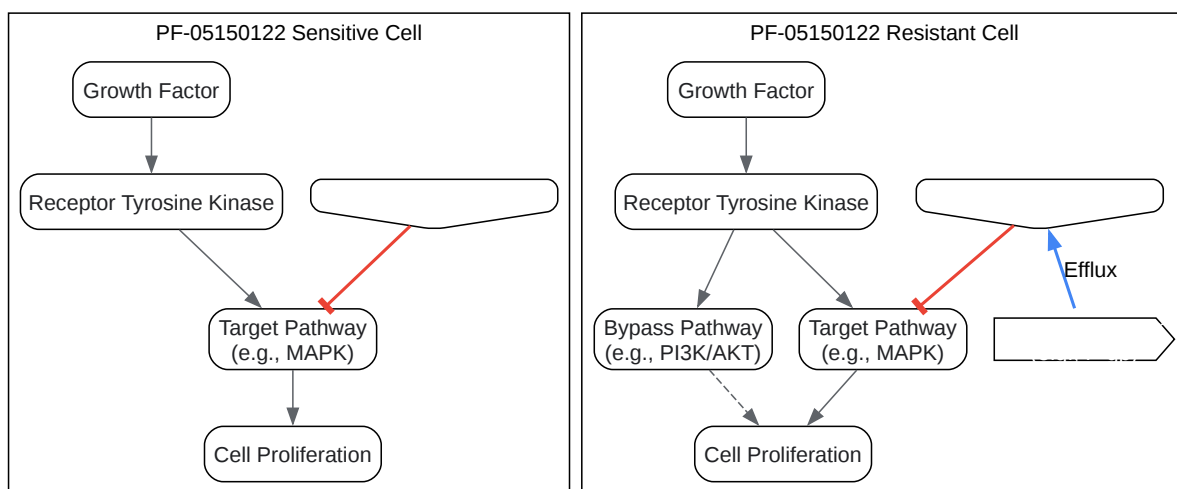 PF-05150122 Sensitive Cell
Growth Factor
Receptor Tyrosine Kinase
Target Pathway
(e.g., MAPK)
Cell Proliferation
PF-05150122 Resistant Cell
Growth Factor
Receptor Tyrosine Kinase
Efflux
Bypass Pathway
(e.g., PI3K/AKT)
Target Pathway
(e.g., MAPK)
Cell Proliferation